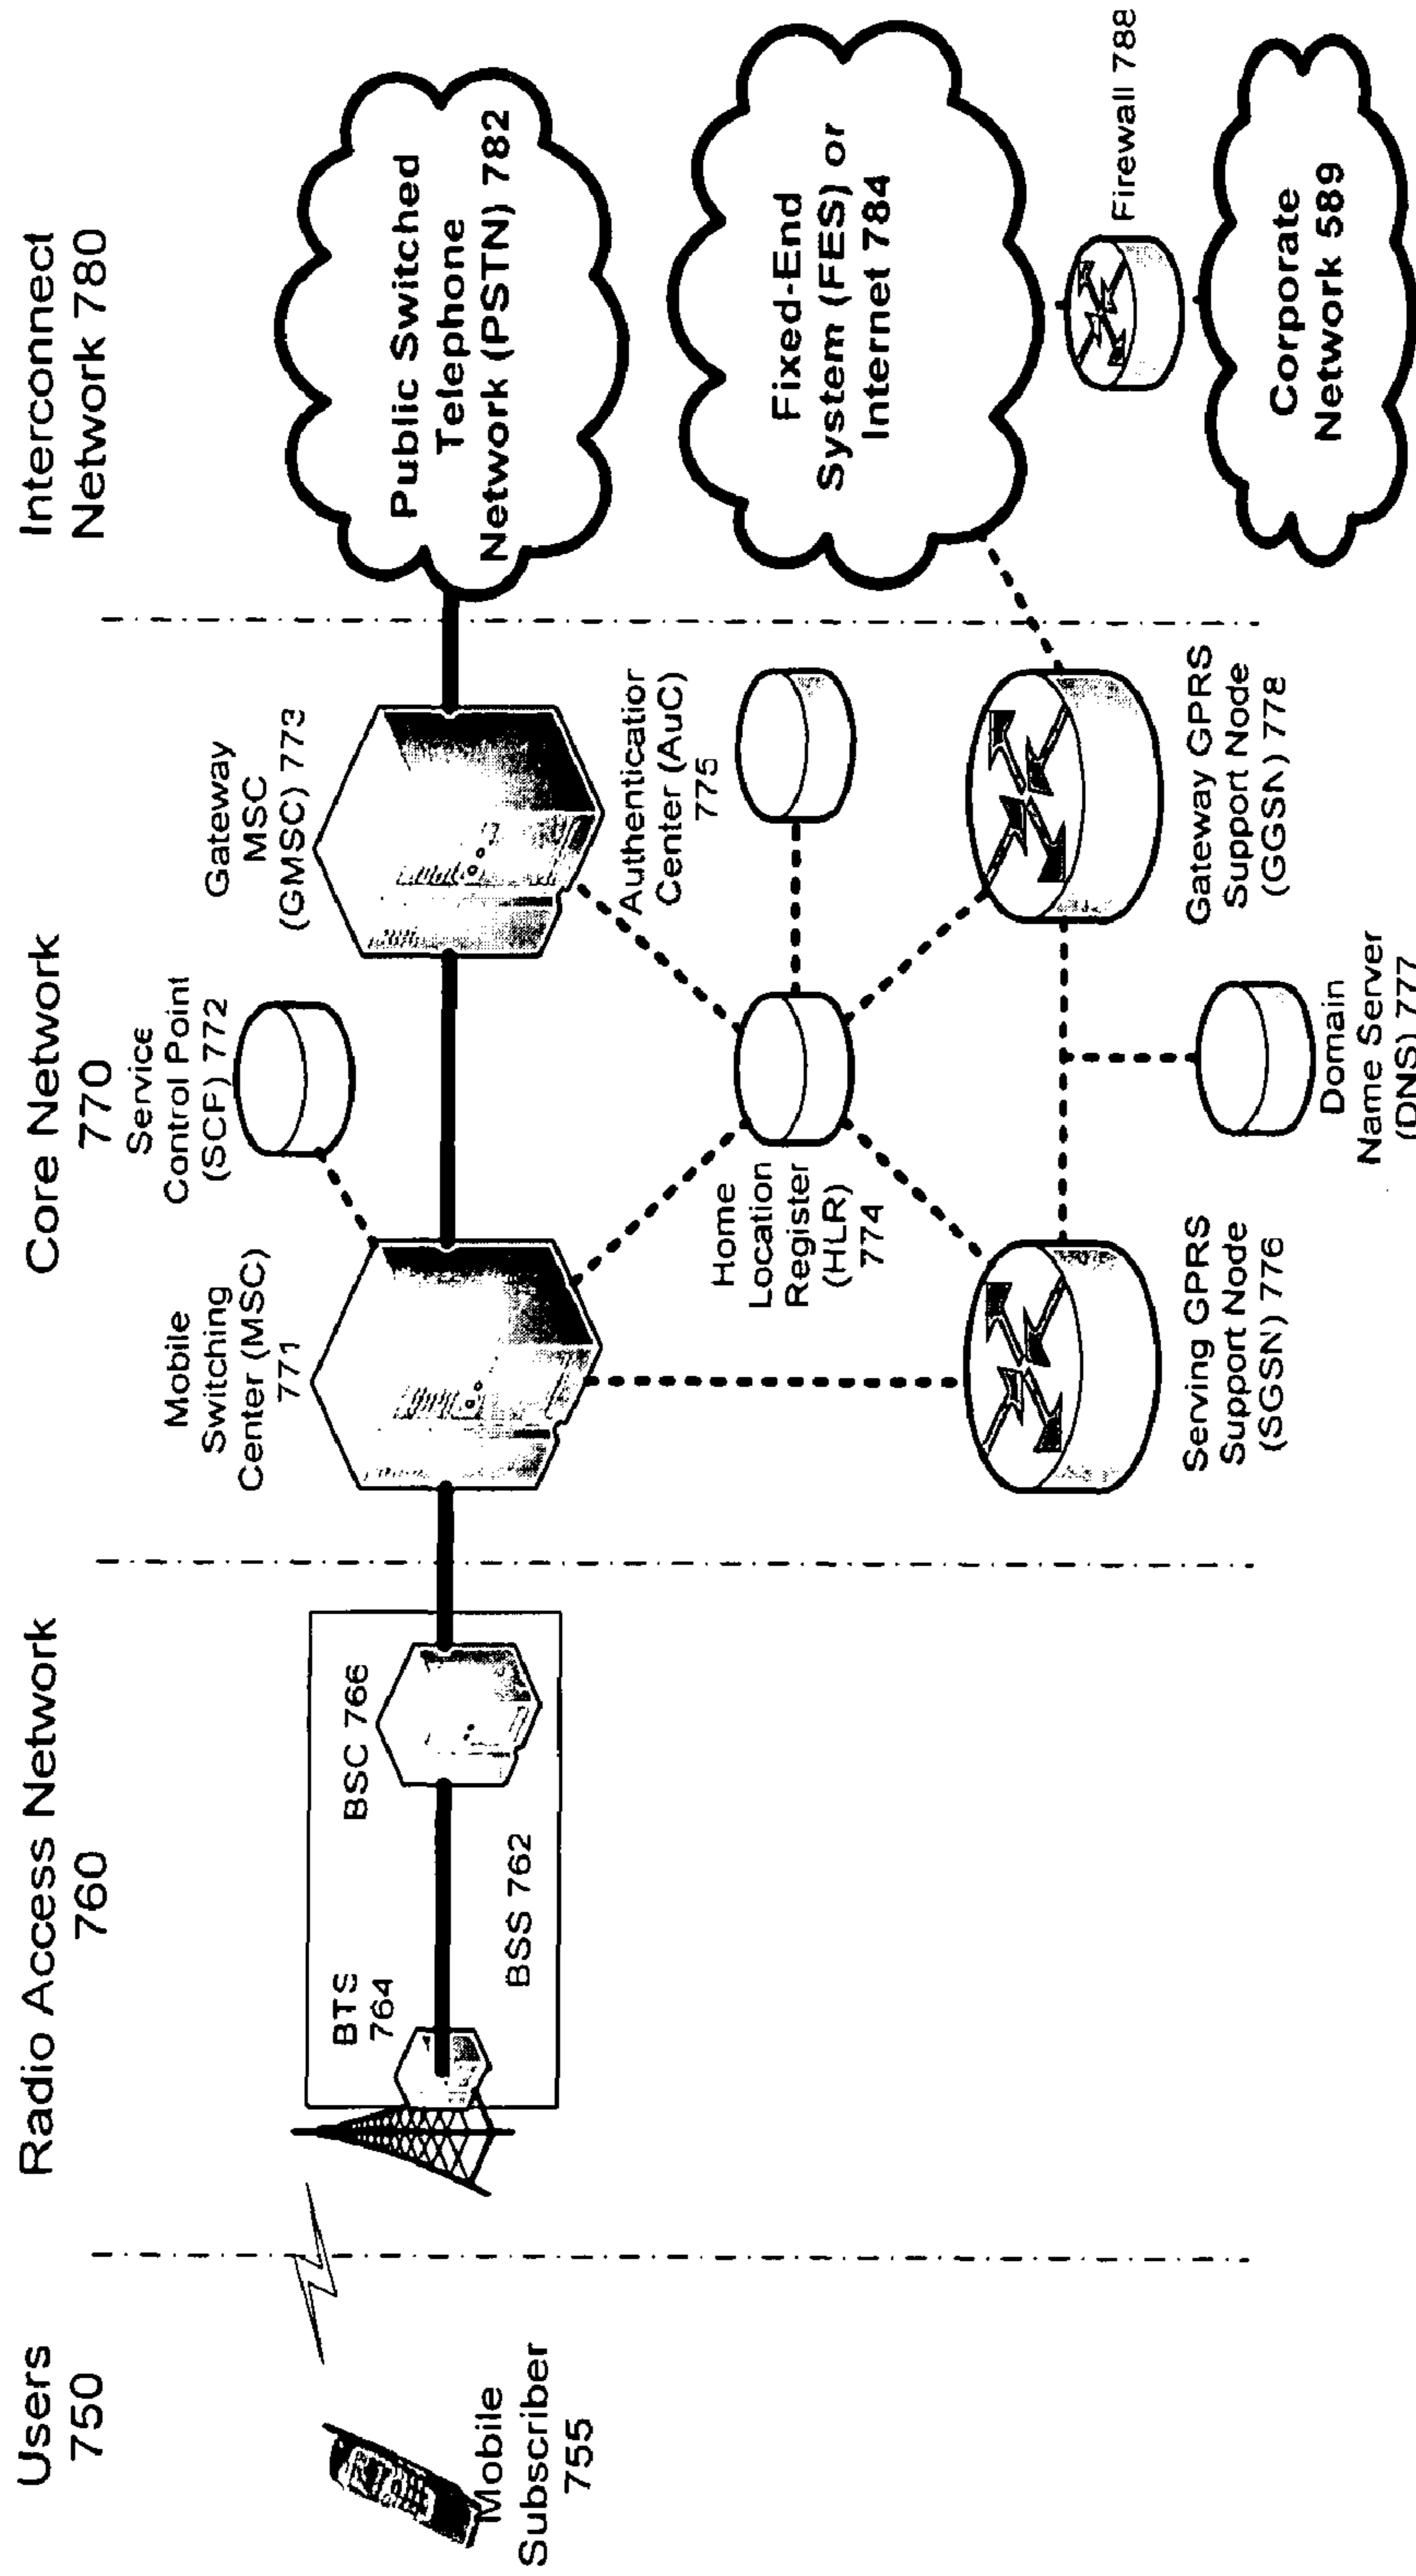 Users
750
Radio Access Network
760
Core Network
770
Interconnect
Network 780
Mobile
Subscriber
755
BTS
764
BSC 766
BSS 762
Mobile
Switching
Center (MSC)
771
Service
Control Point
(SCF) 772
Gateway
MSC
(GMSC) 773
Public Switched
Telephone
Network (PSTN) 782
Home
Location
Register
(HLR)
774
Authentication
Center (AuC)
775
Fixed-End
System (FES) or
Internet 784
Serving GPRS
Support Node
(SGSN) 776
Gateway GPRS
Support Node
(GGSN) 778
Firewall 788
Domain
Name Server
(DNS) 777
Corporate
Network 589